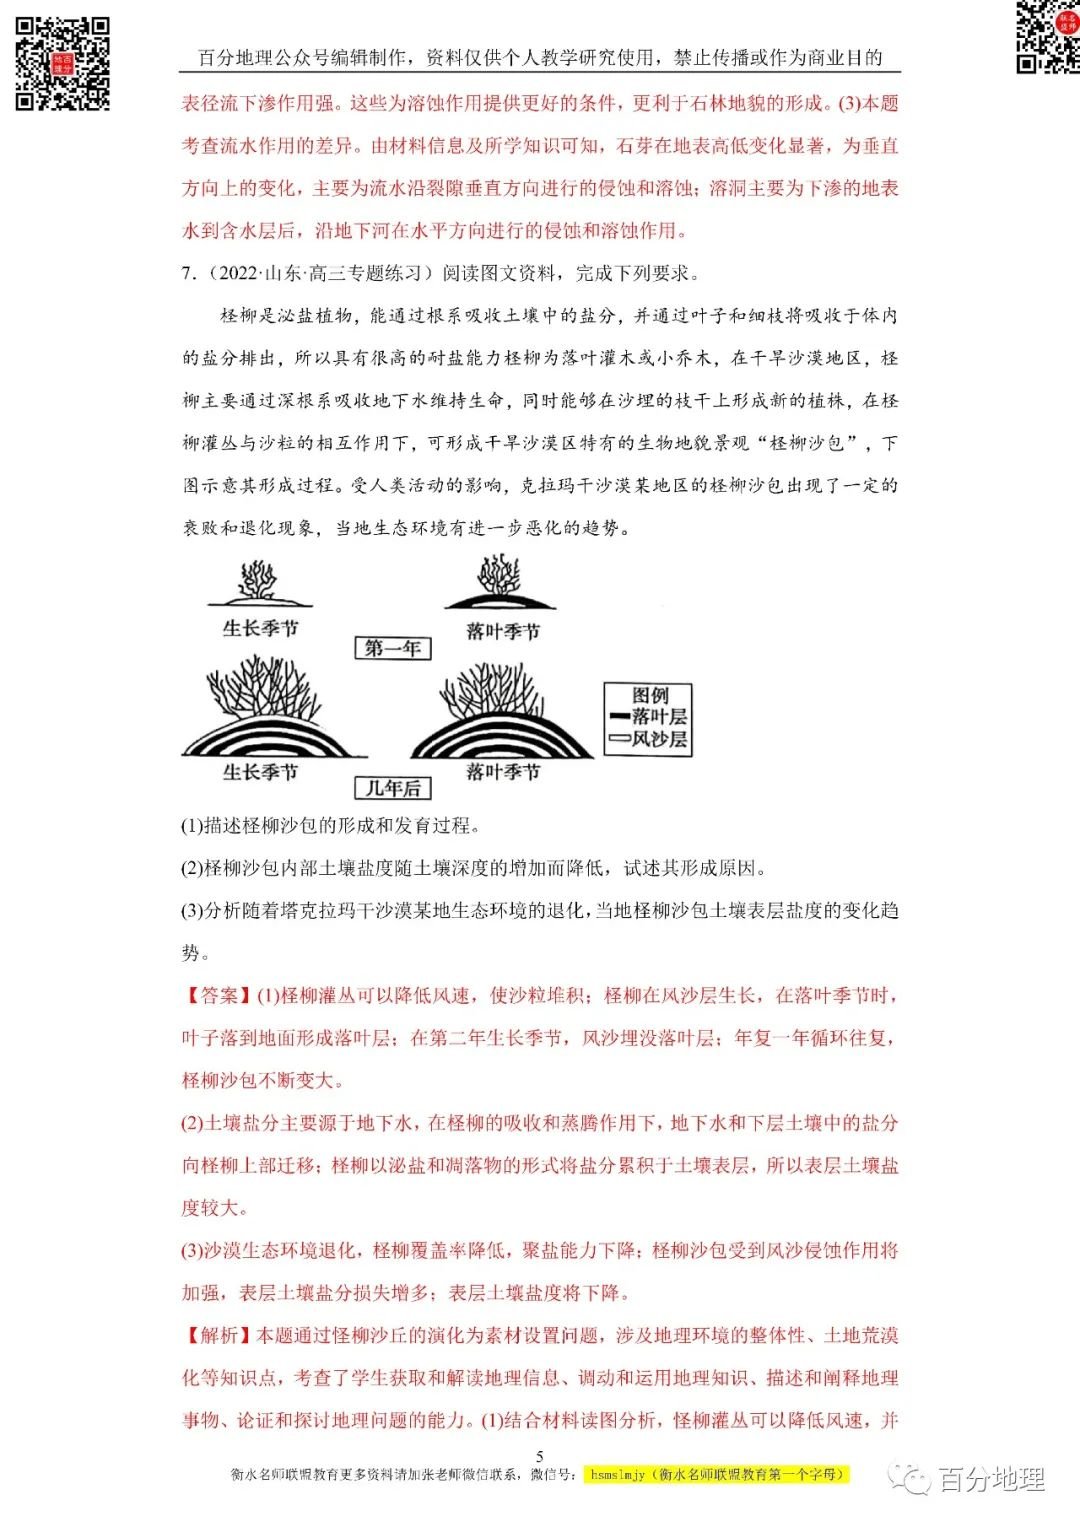 百分地理公众号编辑制作，资料仅供个人教学研究使用，禁止传播或作为商业目的
表径流下渗作用强。这些为溶蚀作用提供更好的条件，更利于石林地貌的形成。(3)本题
考查流水作用的差异。由材料信息及所学知识可知，石芽在地表高低变化显著，为垂直
方向上的变化，主要为流水沿裂隙垂直方向进行的侵蚀和溶蚀；溶洞主要为下渗的地表
水到含水层后，沿地下河在水平方向进行的侵蚀和溶蚀作用。
7.（2022·山东·高三专题练习）阅读图文资料，完成下列要求。
柽柳是泌盐植物，能通过根系吸收土壤中的盐分，并通过叶子和细枝将吸收于体内
的盐分排出，所以具有很高的耐盐能力柽柳为落叶灌木或小乔木，在干旱沙漠地区，柽
柳主要通过深根系吸收地下水维持生命，同时能够在沙埋的枝干上形成新的植株，在柽
柳灌丛与沙粒的相互作用下，可形成干旱沙漠区特有的生物地貌景观“柽柳沙包”，下
图示意其形成过程。受人类活动的影响，克拉玛干沙漠某地区的柽柳沙包出现了一定的
衰败和退化现象，当地生态环境有进一步恶化的趋势。
生长季节
落叶季节
第一年
图例
落叶层
风沙层
生长季节
落叶季节
几年后
(1)描述柽柳沙包的形成和发育过程。
(2)柽柳沙包内部土壤盐度随土壤深度的增加而降低，试述其形成原因。
(3)分析随着塔克拉玛干沙漠某地生态环境的退化，当地柽柳沙包土壤表层盐度的变化趋
势。
【答案】(1)柽柳灌丛可以降低风速，使沙粒堆积；柽柳在风沙层生长，在落叶季节时，
叶子落到地面形成落叶层；在第二年生长季节，风沙埋没落叶层；年复一年循环往复，
柽柳沙包不断变大。
(2)土壤盐分主要源于地下水，在柽柳的吸收和蒸腾作用下，地下水和下层土壤中的盐分
向柽柳上部迁移；柽柳以泌盐和凋落物的形式将盐分累积于土壤表层，所以表层土壤盐
度较大。
(3)沙漠生态环境退化，柽柳覆盖率降低，聚盐能力下降；柽柳沙包受到风沙侵蚀作用将
加强，表层土壤盐分损失增多；表层土壤盐度将下降。
【解析】本题通过怪柳沙丘的演化为素材设置问题，涉及地理环境的整体性、土地荒漠
化等知识点，考查了学生获取和解读地理信息、调动和运用地理知识、描述和阐释地理
事物、论证和探讨地理问题的能力。(1)结合材料读图分析，怪柳灌丛可以降低风速，并
5
衡水名师联盟教育更多资料请加张老师微信联系，微信号：hsmslmjy（衡水名师联盟教育第一个字母）
百分地理